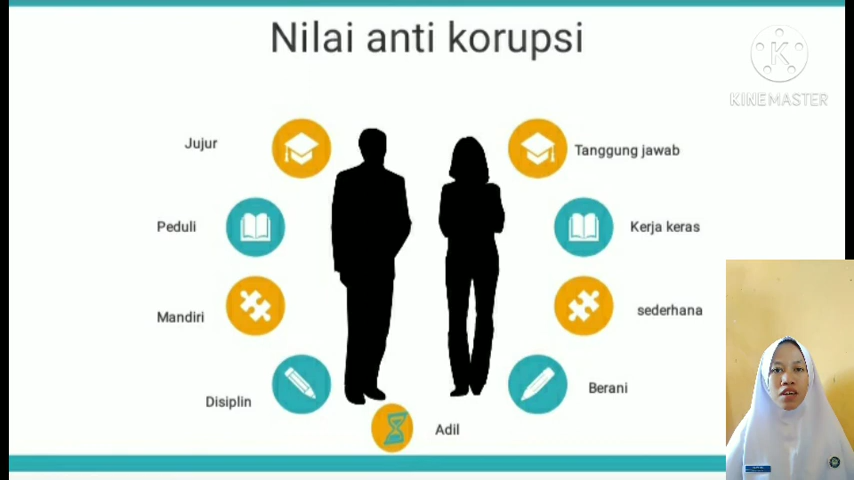 Nilai anti korupsi
KINEMASTER
Jujur
Tanggung jawab
Peduli
Kerja keras
Mandiri
sederhana
Disiplin
Berani
Adil